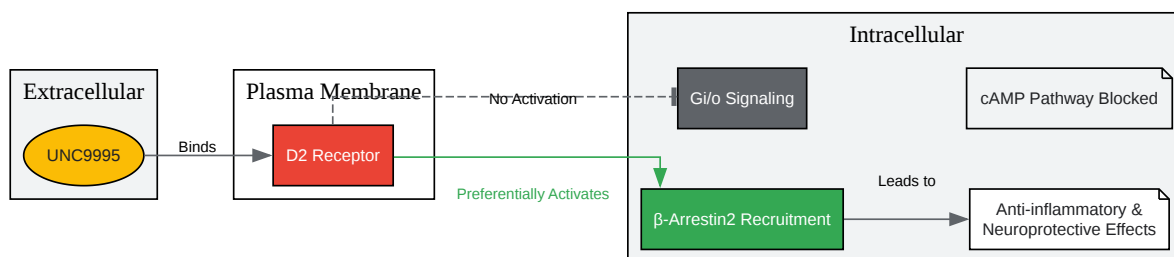 Intracellular
Extracellular
Plasma Membrane
No Activation
Gi/o Signaling
cAMP Pathway Blocked
UNC9995
Binds
D2 Receptor
Preferentially Activates
Leads to
β-Arrestin2 Recruitment
Anti-inflammatory &
Neuroprotective Effects